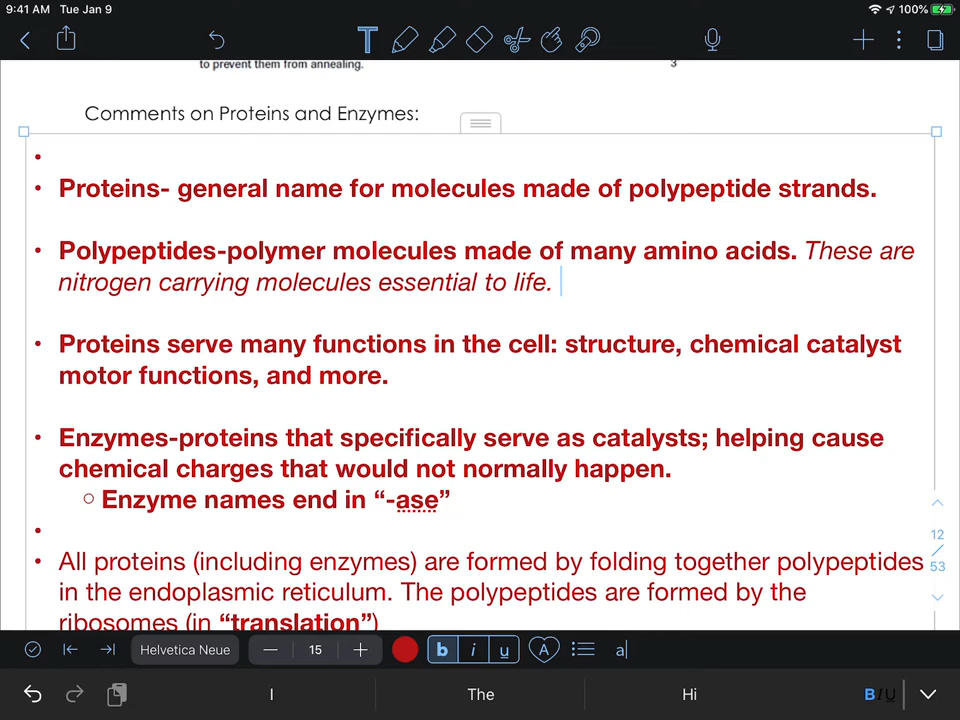 9:41 AM Tue Jan 9 100%
to prevent them from annealing. 3
Comments on Proteins and Enzymes:
• 
• Proteins- general name for molecules made of polypeptide strands.
• Polypeptides-polymer molecules made of many amino acids. These are
nitrogen carrying molecules essential to life.
• Proteins serve many functions in the cell: structure, chemical catalyst
motor functions, and more.
• Enzymes-proteins that specifically serve as catalysts; helping cause
chemical charges that would not normally happen.
○ Enzyme names end in “-ase”
• 
• All proteins (including enzymes) are formed by folding together polypeptides
in the endoplasmic reticulum. The polypeptides are formed by the
ribosomes (in “translation”)
12
/
53
Helvetica Neue — 15 + b i u A a|
I The Hi B I U